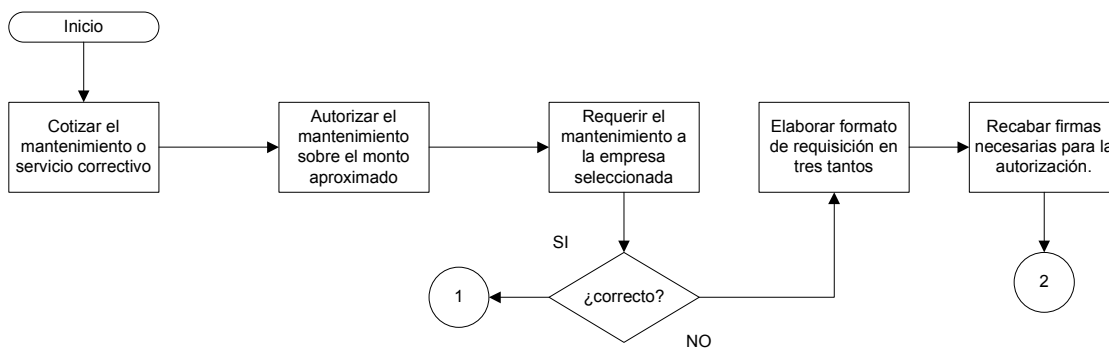 Inicio
Cotizar el
mantenimiento o
servicio correctivo
Autorizar el
mantenimiento
sobre el monto
aproximado
Requerir el
mantenimiento a
la empresa
seleccionada
Elaborar formato
de requisición en
tres tantos
Recabar firmas
necesarias para la
autorización.
SI
1
¿correcto?
NO
2